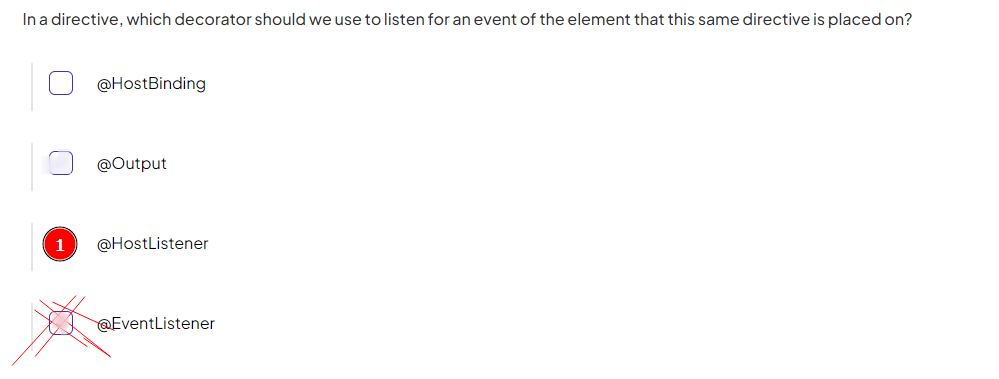 In a directive, which decorator should we use to listen for an event of the element that this same directive is placed on?
@HostBinding
@Output
1 @HostListener
@EventListener